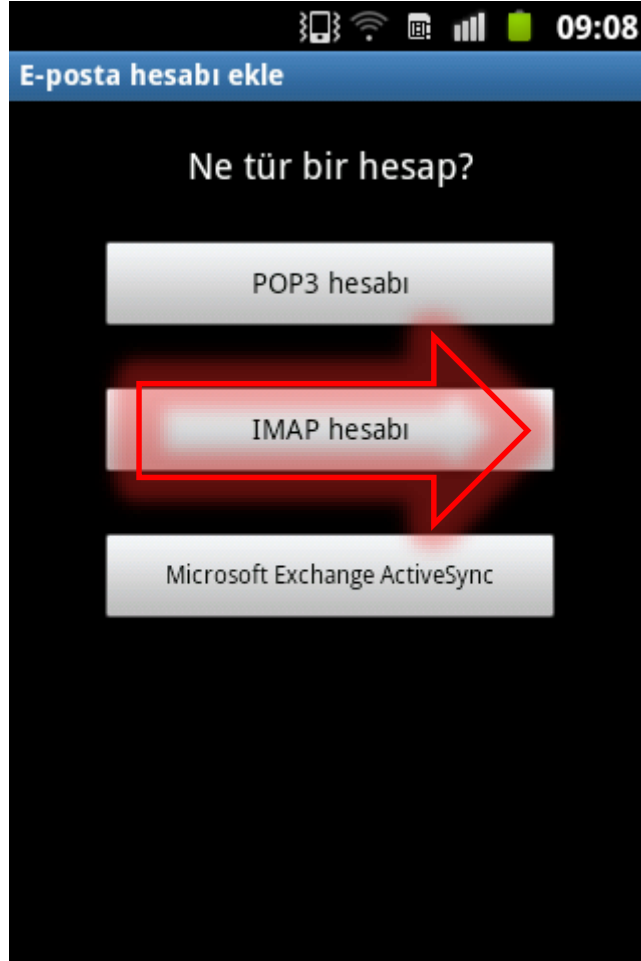 09:08
E-posta hesabı ekle
Ne tür bir hesap?
POP3 hesabı
IMAP hesabı
Microsoft Exchange ActiveSync